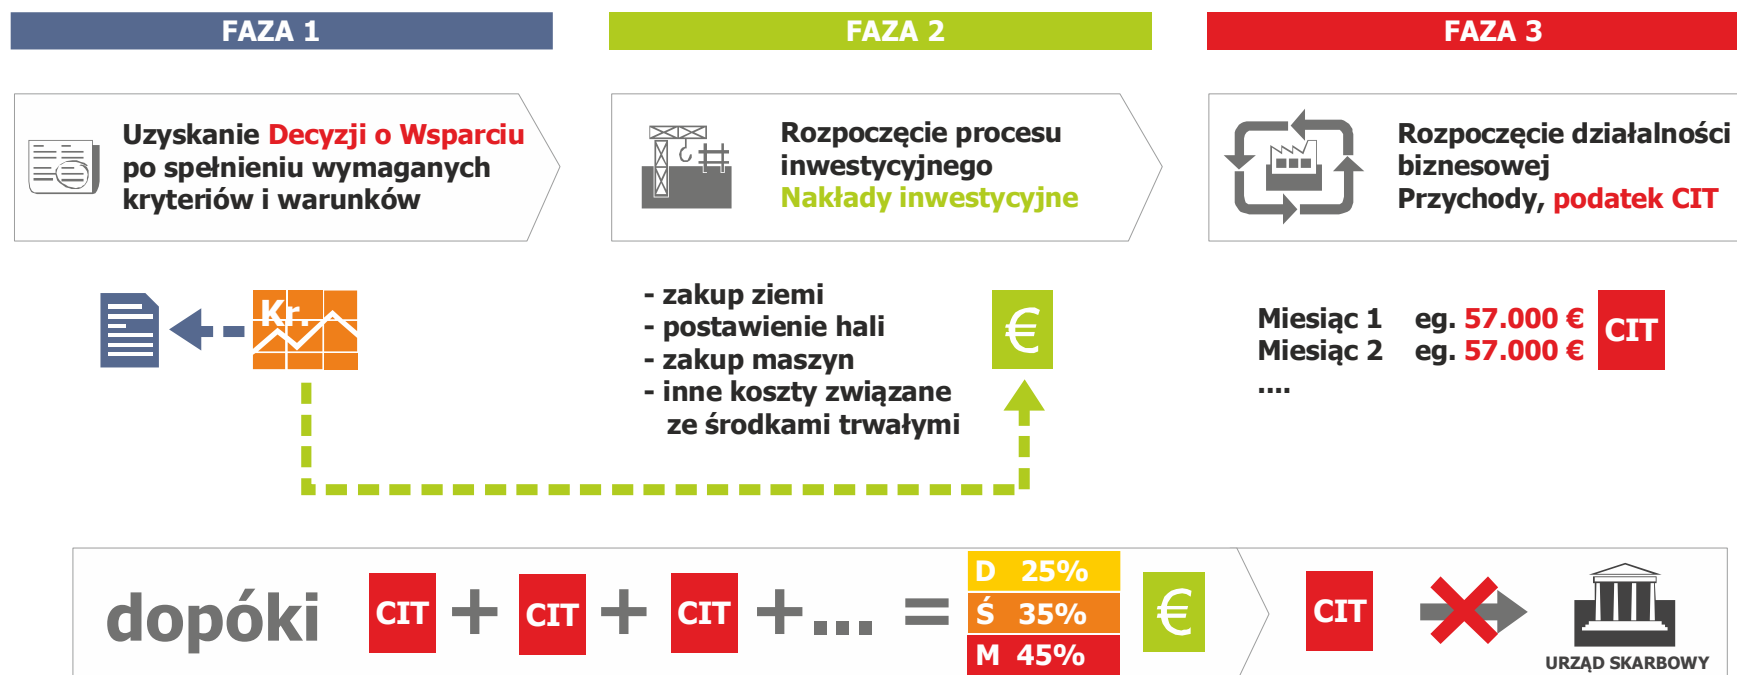 FAZA 1
FAZA 2
FAZA 3
Uzyskanie Decyzji o Wsparciu
po spełnieniu wymaganych
kryteriów i warunków
Rozpoczęcie procesu
inwestycyjnego
Nakłady inwestycyjne
Rozpoczęcie działalności
biznesowej
Przychody, podatek CIT
Kr.
- zakup ziemi
- postawienie hali
- zakup maszyn
- inne koszty związane
ze środkami trwałymi
€
Miesiąc 1 eg. 57.000 €
Miesiąc 2 eg. 57.000 €
....
CIT
dopóki CIT + CIT + CIT + ... =
D 25%
Ś 35%
M 45%
€
CIT
URZĄD SKARBOWY